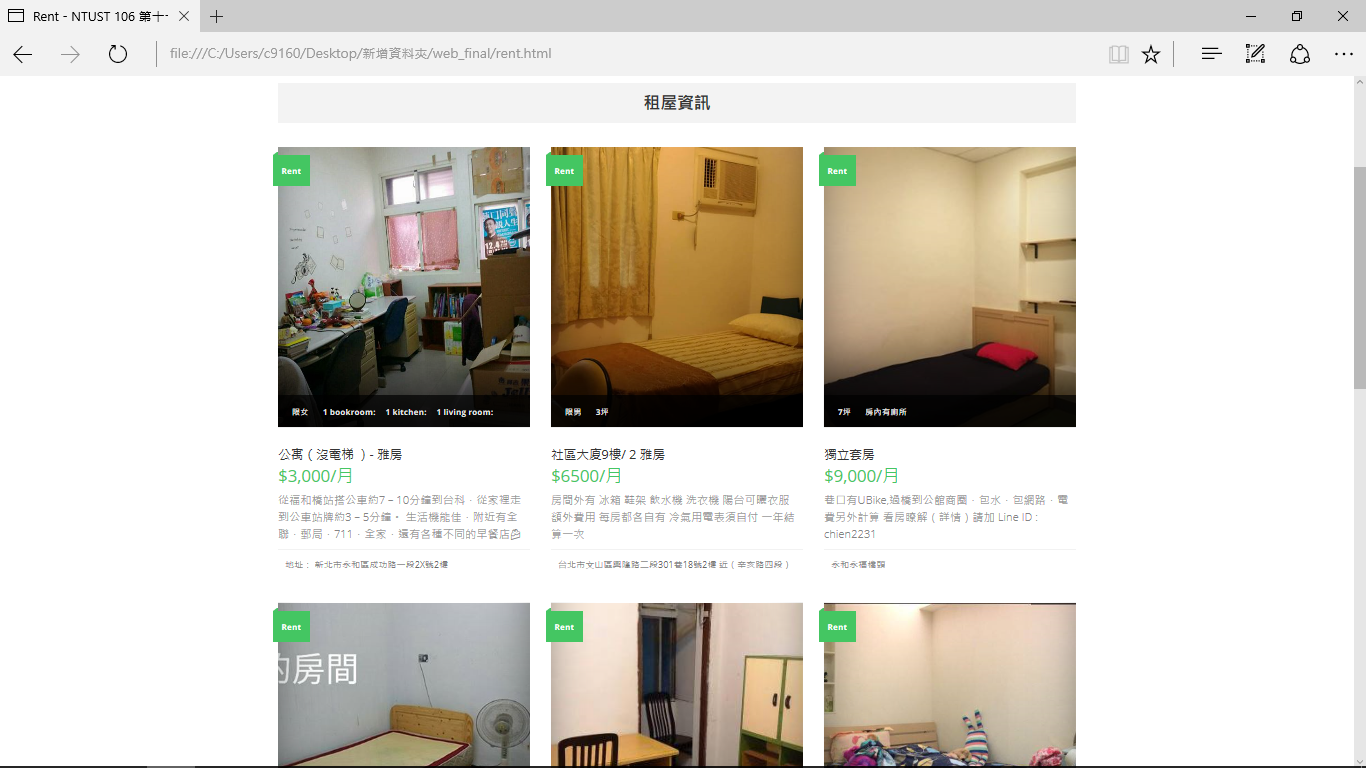 Rent - NTUST 106 第十一
file:///C:/Users/c9160/Desktop/新增資料夾/web_final/rent.html
租屋資訊
Rent
Rent
Rent
12.4
限女 1 bookroom: 1 kitchen: 1 living room:
限男 3坪
7坪 房內有廁所
公寓（沒電梯 ）- 雅房
$3,000/月
從福和橋站搭公車約7－10分鐘到台科，從家裡走
到公車站牌約3－5分鐘。 生活機能佳，附近有全
聯，郵局，711，全家，還有各種不同的早餐店自
地址： 新北市永和區成功路一段2X號2樓
社區大廈9樓/ 2 雅房
$6500/月
房間外有 冰箱 鞋架 飲水機 洗衣機 陽台可曬衣服
額外費用 每房都各自有 冷氣用電表須自付 一年結
算一次
台北市文山區興隆路二段301巷18號2樓 近（辛亥路四段）
獨立套房
$9,000/月
巷口有UBike,過橋到公館商圈，包水，包網路，電
費另外計算 看房瞭解（詳情）請加 Line ID :
chien2231
永和永福橋頭
Rent
Rent
Rent
的房間